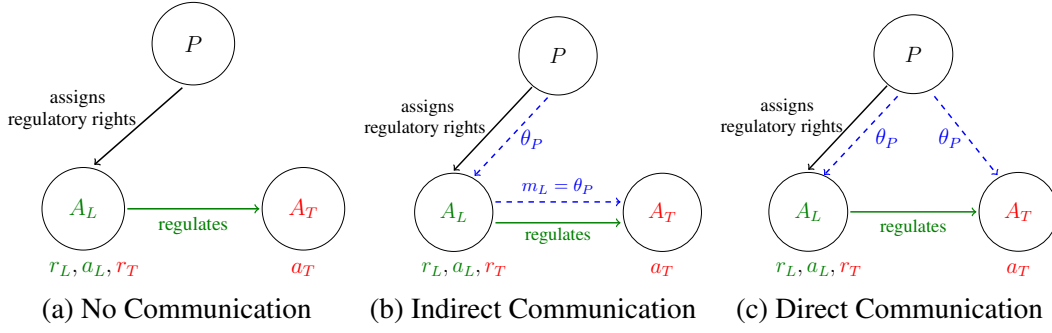 P
assigns
regulatory rights
A_L
regulates
A_T
r_L, a_L, r_T
a_T
(a) No Communication
P
assigns
regulatory rights
θ_P
A_L
m_L = θ_P
regulates
A_T
r_L, a_L, r_T
a_T
(b) Indirect Communication
P
assigns
regulatory rights
θ_P
θ_P
A_L
regulates
A_T
r_L, a_L, r_T
a_T
(c) Direct Communication